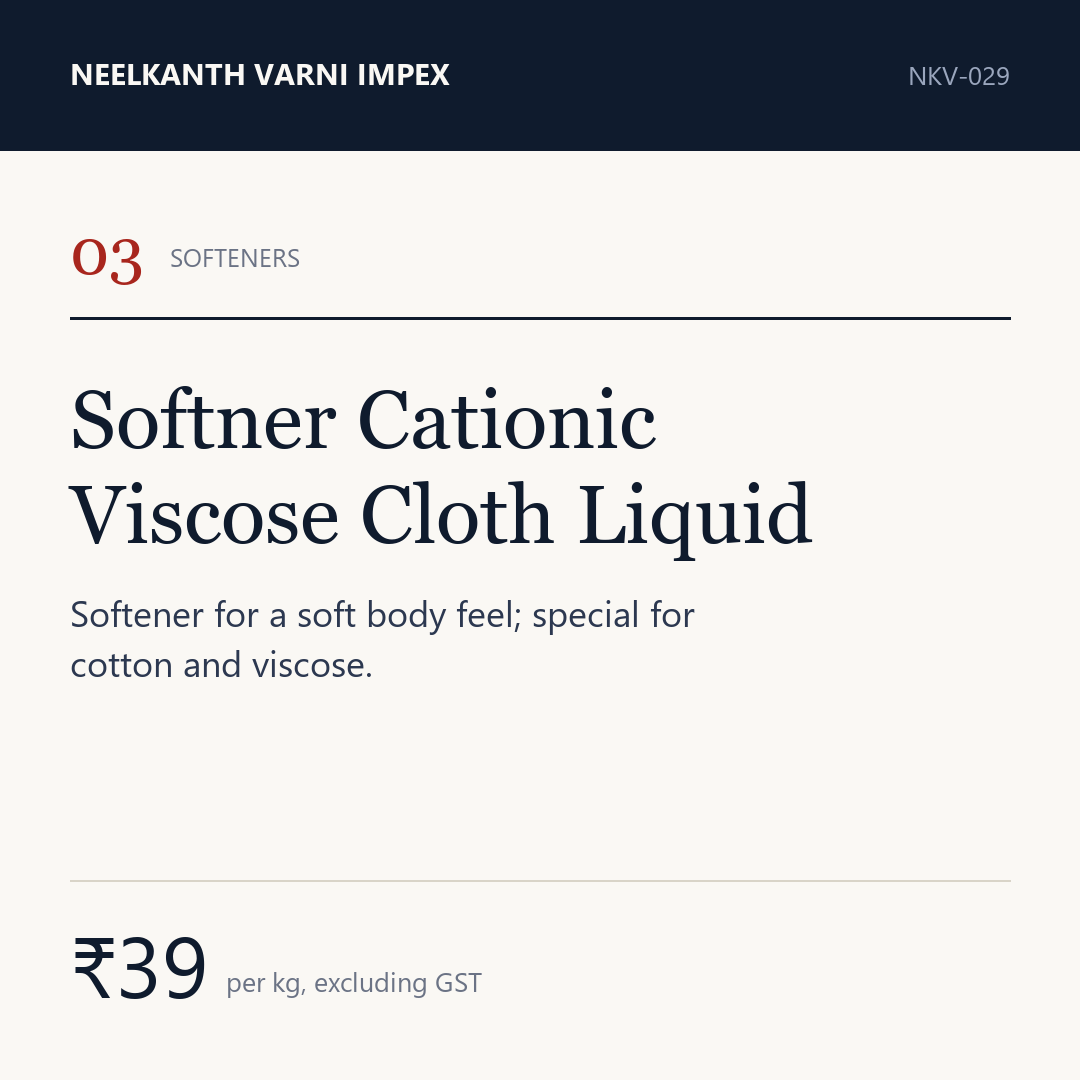 NEELKANTH VARNI IMPEX
NKV-029
03 SOFTENERS
Softner Cationic
Viscose Cloth Liquid
Softener for a soft body feel; special for
cotton and viscose.
₹39 per kg, excluding GST